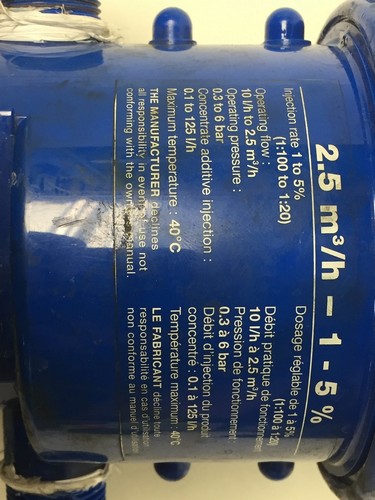 2.5 m³/h – 1 - 5 %
Injection rate 1 to 5%
(1:100 to 1:20)
Operating flow :
10 l/h to 2.5 m³/h
Operating pressure :
0.3 to 6 bar
Concentrate additive injection :
0.1 to 125 l/h
Maximum temperature : 40°C
THE MANUFACTURER declines
all responsibility in event of use not
conforming with the owner's manual.
Dosage réglable de 1 à 5%
(1:100 à 1:20)
Débit pratique de fonctionnement
10 l/h à 2.5 m³/h
Pression de fonctionnement
0.3 à 6 bar
Débit d'injection du produit
concentré : 0.1 à 125 l/h
Température maximum : 40°C
LE FABRICANT décline toute
responsabilité en cas d'utilisation
non conforme au manuel d'utilisation